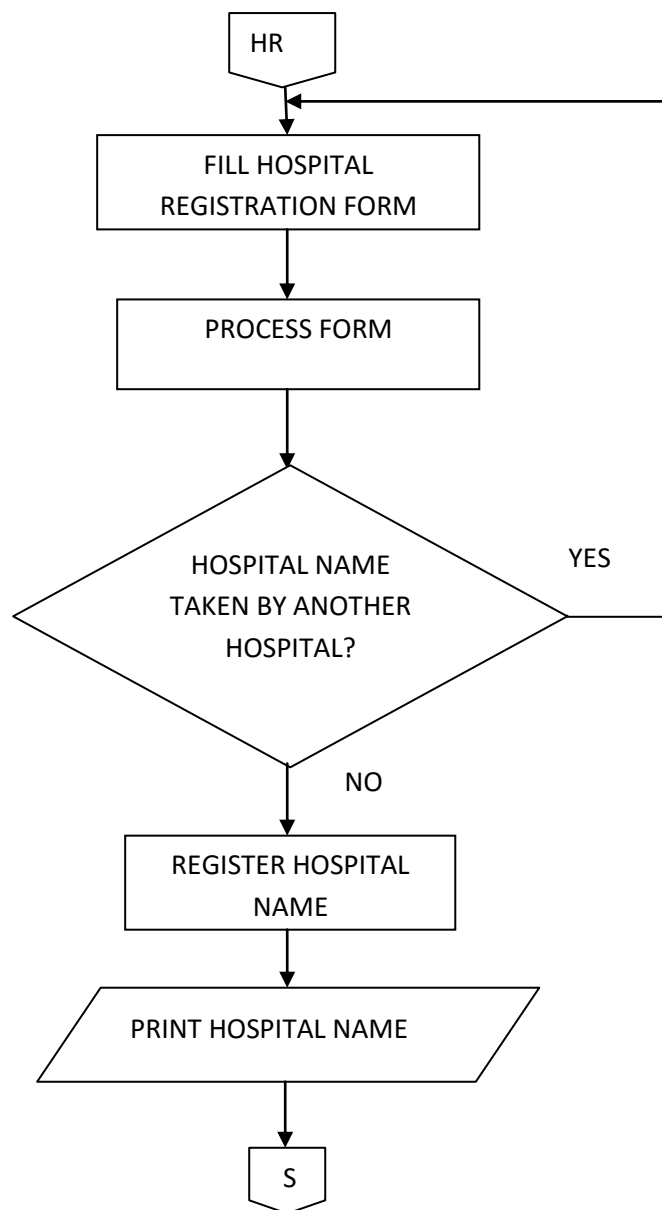 HR
FILL HOSPITAL
REGISTRATION FORM
PROCESS FORM
HOSPITAL NAME
TAKEN BY ANOTHER
HOSPITAL?
YES
NO
REGISTER HOSPITAL
NAME
PRINT HOSPITAL NAME
S